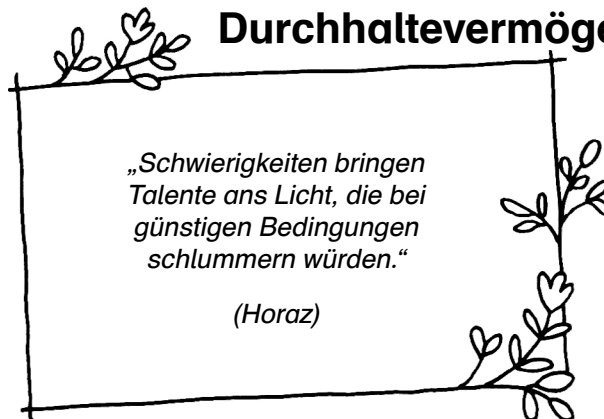 Durchhaltevermöge
„Schwierigkeiten bringen
Talente ans Licht, die bei
günstigen Bedingungen
schlummern würden.“
(Horaz)